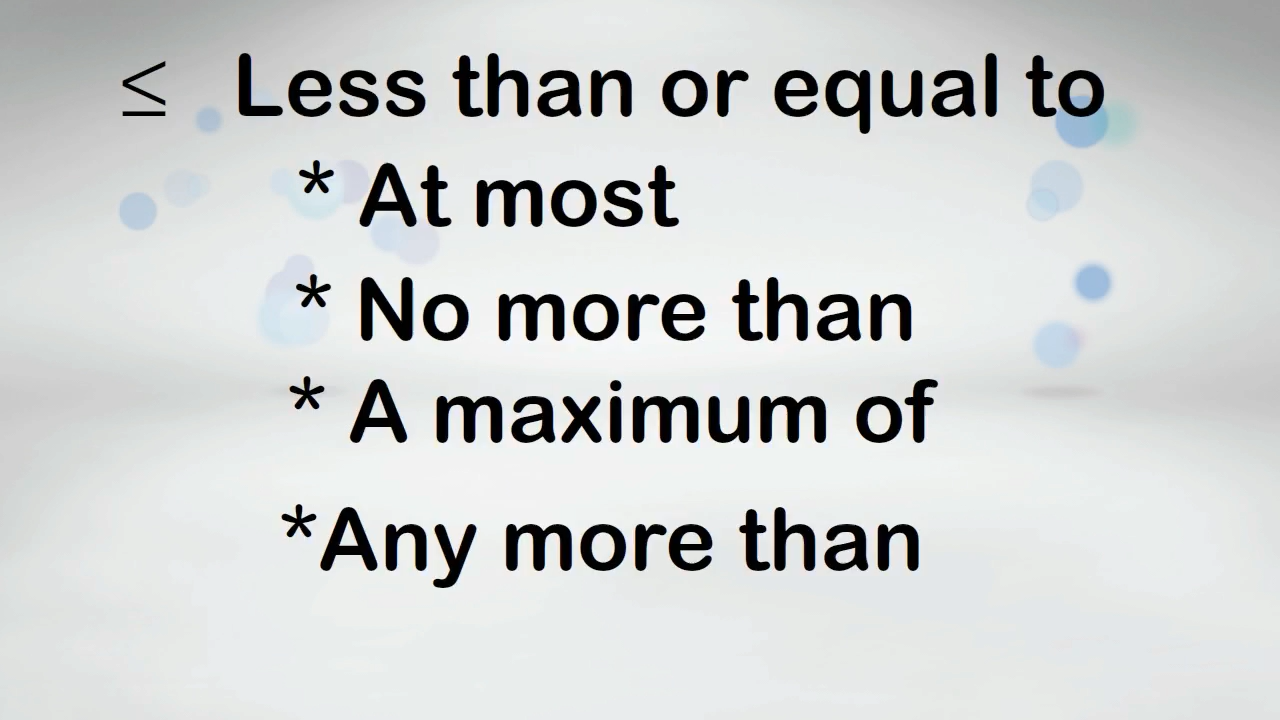 ≤ Less than or equal to
* At most
* No more than
* A maximum of
*Any more than